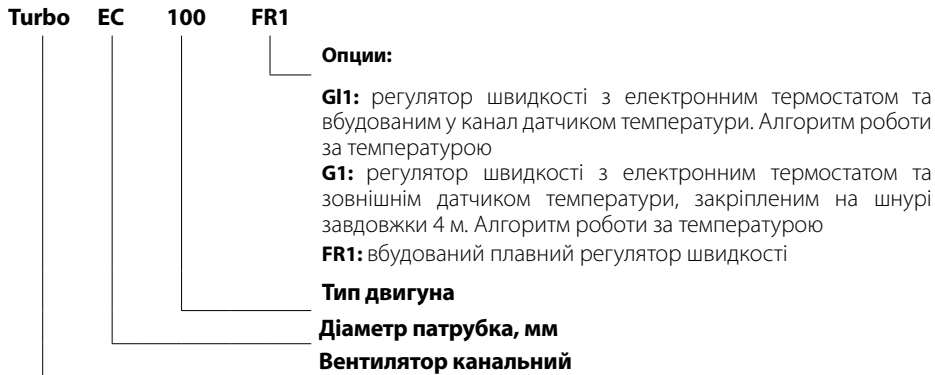 Turbo EC 100 FR1
Опции:
Gl1: регулятор швидкості з електронним термостатом та
вбудованим у канал датчиком температури. Алгоритм роботи
за температурою
G1: регулятор швидкості з електронним термостатом та
зовнішнім датчиком температури, закріпленим на шнурі
завдовжки 4 м. Алгоритм роботи за температурою
FR1: вбудований плавний регулятор швидкості
Тип двигуна
Діаметр патрубка, мм
Вентилятор канальний